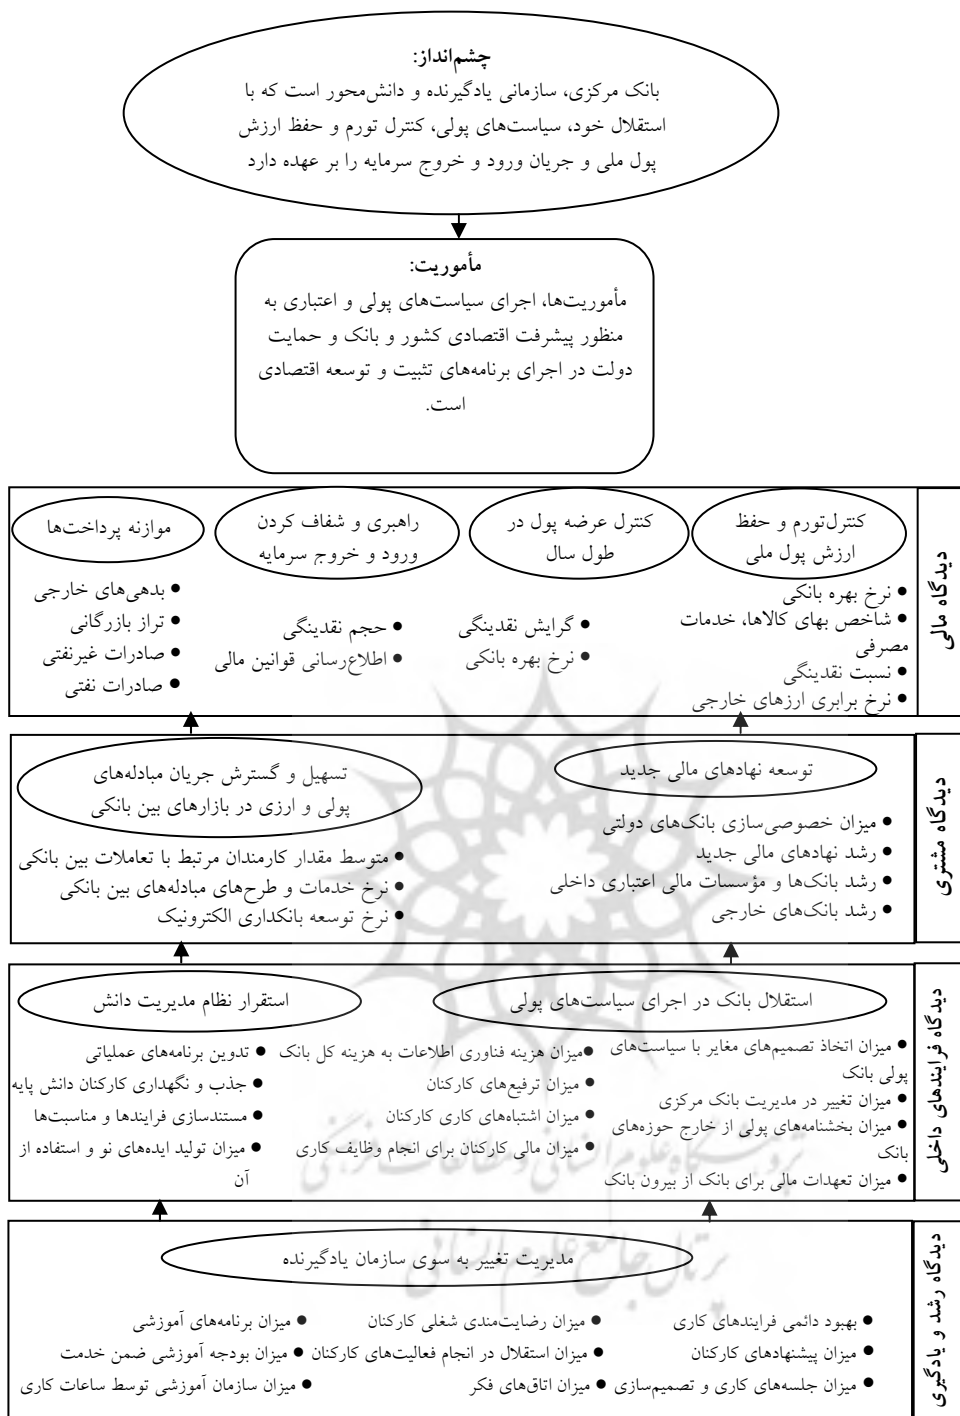 چشم‌انداز:
بانک مرکزی، سازمانی یادگیرنده و دانش‌محور است که با
استقلال خود، سیاست‌های پولی، کنترل تورم و حفظ ارزش
پول ملی و جریان ورود و خروج سرمایه را بر عهده دارد
مأموریت:
مأموریت‌ها، اجرای سیاست‌های پولی و اعتباری به
منظور پیشرفت اقتصادی کشور و بانک و حمایت
دولت در اجرای برنامه‌های تثبیت و توسعه اقتصادی
است.
دیدگاه مالی
کنترل‌تورم و حفظ
ارزش پول ملی
● نرخ بهره بانکی
● شاخص بهای کالاها، خدمات
مصرفی
● نسبت نقدینگی
● نرخ برابری ارزهای خارجی
کنترل عرضه پول در
طول سال
● گرایش نقدینگی
● نرخ بهره بانکی
راهبری و شفاف کردن
ورود و خروج سرمایه
● حجم نقدینگی
● اطلاع‌رسانی قوانین مالی
موازنه پرداخت‌ها
● بدهی‌های خارجی
● تراز بازرگانی
● صادرات غیرنفتی
● صادرات نفتی
دیدگاه مشتری
توسعه نهادهای مالی جدید
● میزان خصوصی‌سازی بانک‌های دولتی
● رشد نهادهای مالی جدید
● رشد بانک‌ها و مؤسسات مالی اعتباری داخلی
● رشد بانک‌های خارجی
تسهیل و گسترش جریان مبادله‌های
پولی و ارزی در بازارهای بین بانکی
● متوسط مقدار کارمندان مرتبط با تعاملات بین بانکی
● نرخ خدمات و طرح‌های مبادله‌های بین بانکی
● نرخ توسعه بانکداری الکترونیک
دیدگاه فرایندهای داخلی
استقلال بانک در اجرای سیاست‌های پولی
● میزان اتخاذ تصمیم‌های مغایر با سیاست‌های
پولی بانک
● میزان تغییر در مدیریت بانک مرکزی
● میزان بخشنامه‌های پولی از خارج حوزه‌های
بانک
● میزان تعهدات مالی برای بانک از بیرون بانک
●میزان هزینه فناوری اطلاعات به هزینه کل بانک
● میزان ترفیع‌های کارکنان
● میزان اشتباه‌های کاری کارکنان
● میزان مالی کارکنان برای انجام وظایف کاری
استقرار نظام مدیریت دانش
● تدوین برنامه‌های عملیاتی
● جذب و نگهداری کارکنان دانش پایه
● مستندسازی فرایندها و مناسبت‌ها
● میزان تولید ایده‌های نو و استفاده از
آن
پژوهشگاه علوم انسانی و مطالعات فرهنگی
پرتال جامع علوم انسانی
دیدگاه رشد و یادگیری
مدیریت تغییر به سوی سازمان یادگیرنده
● بهبود دائمی فرایندهای کاری
● میزان پیشنهادهای کارکنان
● میزان جلسه‌های کاری و تصمیم‌سازی
● میزان رضایت‌مندی شغلی کارکنان
● میزان استقلال در انجام فعالیت‌های کارکنان
● میزان اتاق‌های فکر
● میزان برنامه‌های آموزشی
● میزان بودجه آموزشی ضمن خدمت
● میزان سازمان آموزشی توسط ساعات کاری